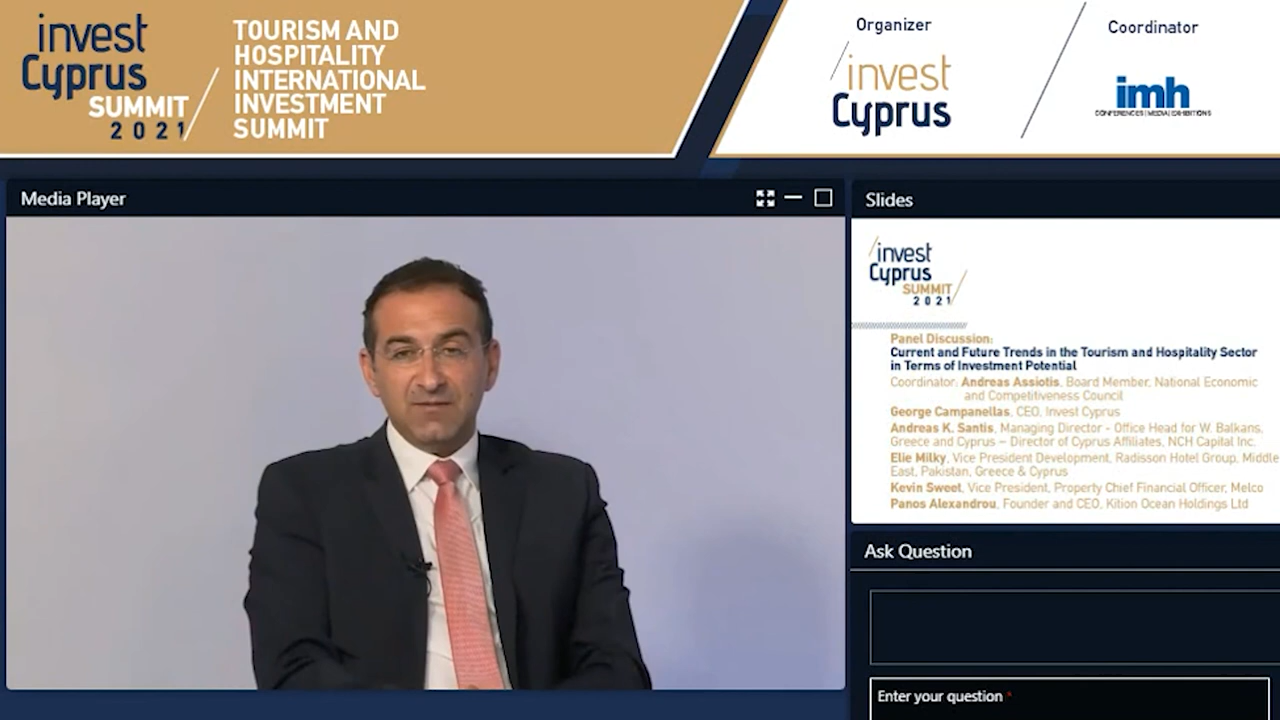 invest
Cyprus
SUMMIT
2021
TOURISM AND
HOSPITALITY
INTERNATIONAL
INVESTMENT
SUMMIT
Organizer
invest
Cyprus
Coordinator
imh
CONFERENCES | MEDIA | EXHIBITIONS
Media Player
Slides
invest
Cyprus
SUMMIT
2021
Panel Discussion:
Current and Future Trends in the Tourism and Hospitality Sector
in Terms of Investment Potential
Coordinator: Andreas Assiotis, Board Member, National Economic
and Competitiveness Council
George Campanellas, CEO, Invest Cyprus
Andreas K. Santis, Managing Director - Office Head for W. Balkans,
Greece and Cyprus – Director of Cyprus Affiliates, NCH Capital Inc.
Elie Milky, Vice President Development, Radisson Hotel Group, Middle
East, Pakistan, Greece & Cyprus
Kevin Sweet, Vice President, Property Chief Financial Officer, Melco
Panos Alexandrou, Founder and CEO, Kition Ocean Holdings Ltd
Ask Question
Enter your question *